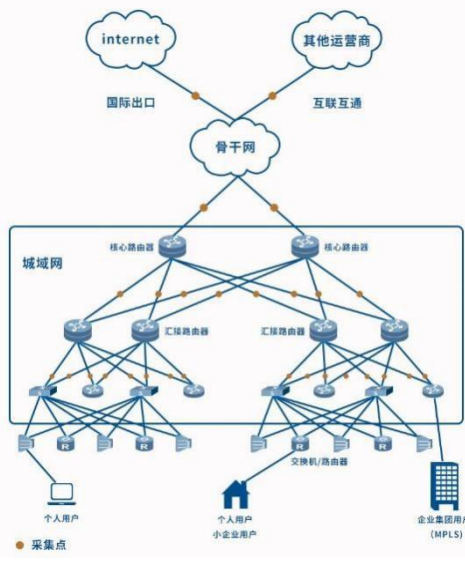 internet
其他运营商
国际出口
互联互通
骨干网
核心路由器
核心路由器
城域网
汇接路由器
汇接路由器
R
R
R
R
交换机/路由器
个人用户
个人用户
小企业用户
企业集团用户
（MPLS）
采集点